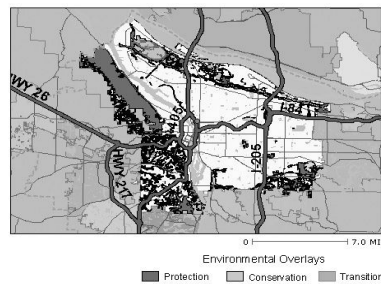 I-84
HWY 26
I-405
HWY 217
I-205
0 7.0 MI
Environmental Overlays
Protection Conservation Transition